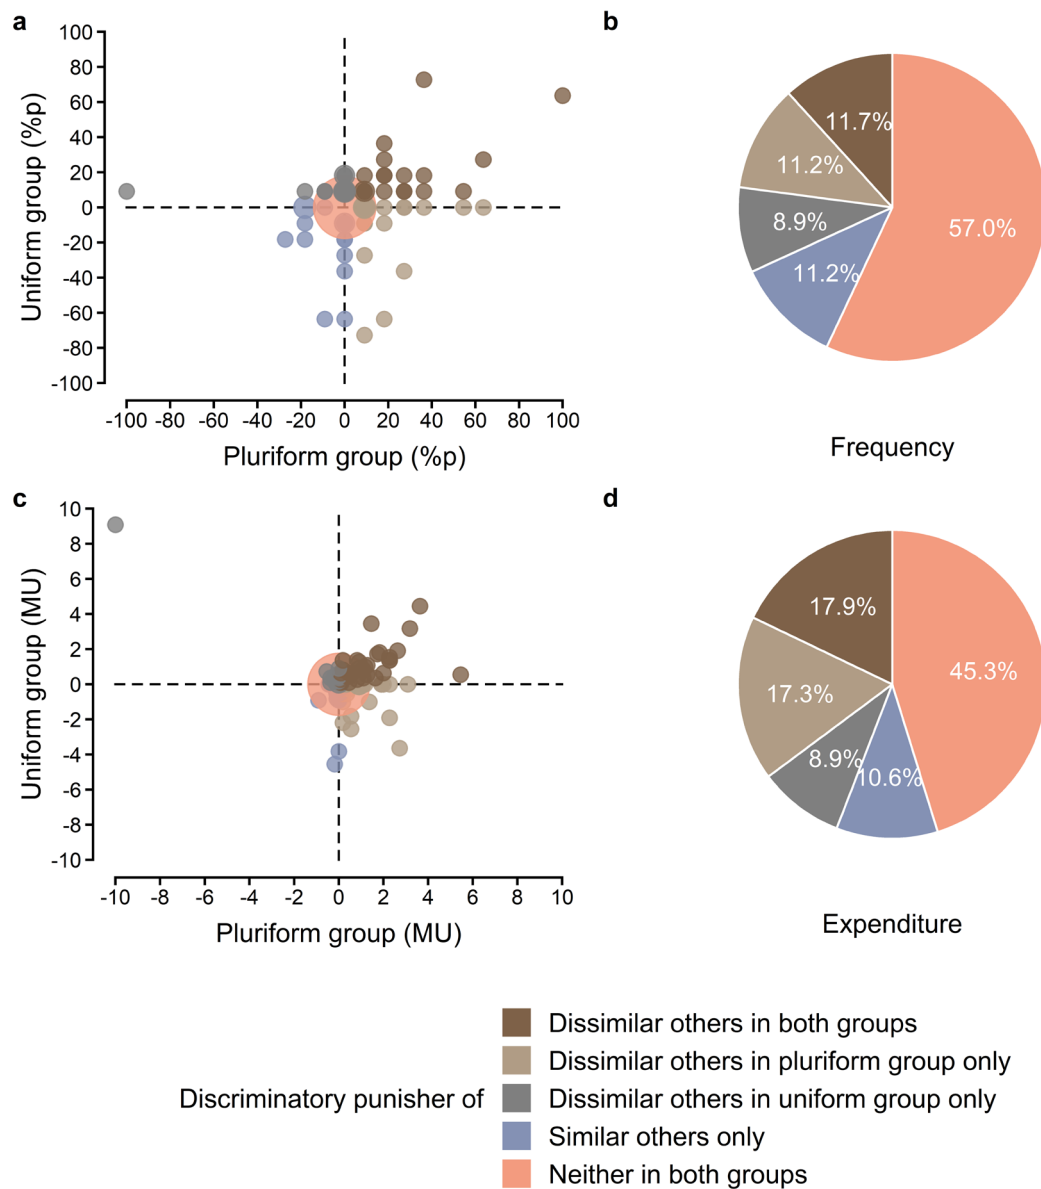 a
100
80
60
40
20
0
-20
-40
-60
-80
-100
Uniform group (%p)
-100 -80 -60 -40 -20 0 20 40 60 80 100
Pluriform group (%p)
b
11.7%
11.2%
8.9%
11.2%
57.0%
Frequency
c
10
8
6
4
2
0
-2
-4
-6
-8
-10
Uniform group (MU)
-10 -8 -6 -4 -2 0 2 4 6 8 10
Pluriform group (MU)
d
17.9%
17.3%
8.9%
10.6%
45.3%
Expenditure
Discriminatory punisher of
Dissimilar others in both groups
Dissimilar others in pluriform group only
Dissimilar others in uniform group only
Similar others only
Neither in both groups